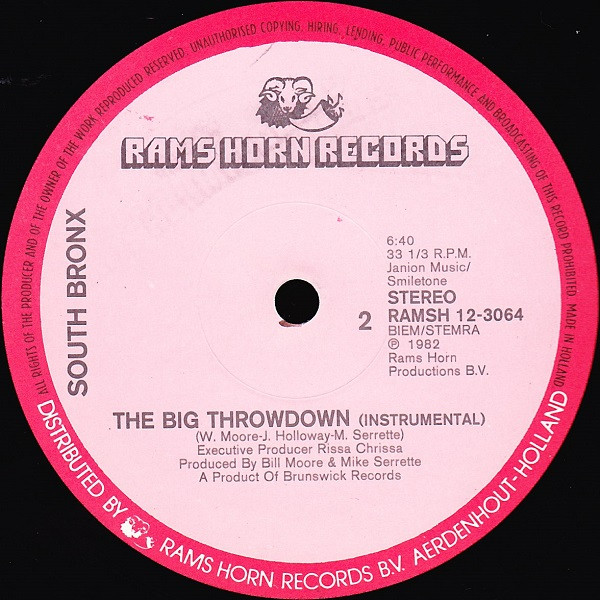 ALL RIGHTS OF THE PRODUCER AND OF THE OWNER OF THE WORK REPRODUCED RESERVED. UNAUTHORISED COPYING, HIRING, LENDING, PUBLIC PERFORMANCE AND BROADCASTING OF THIS RECORD PROHIBITED. MADE IN HOLLAND
RAMS HORN RECORDS
SOUTH BRONX
6:40
33 1/3 R.P.M.
Janion Music/
Smiletone
STEREO
2 RAMSH 12-3064
BIEM/STEMRA
℗ 1982
Rams Horn
Productions B.V.
THE BIG THROWDOWN (INSTRUMENTAL)
(W. Moore-J. Holloway-M. Serrette)
Executive Producer Rissa Chrissa
Produced By Bill Moore & Mike Serrette
A Product Of Brunswick Records
DISTRIBUTED BY RAMS HORN RECORDS B.V. AERDENHOUT-HOLLAND